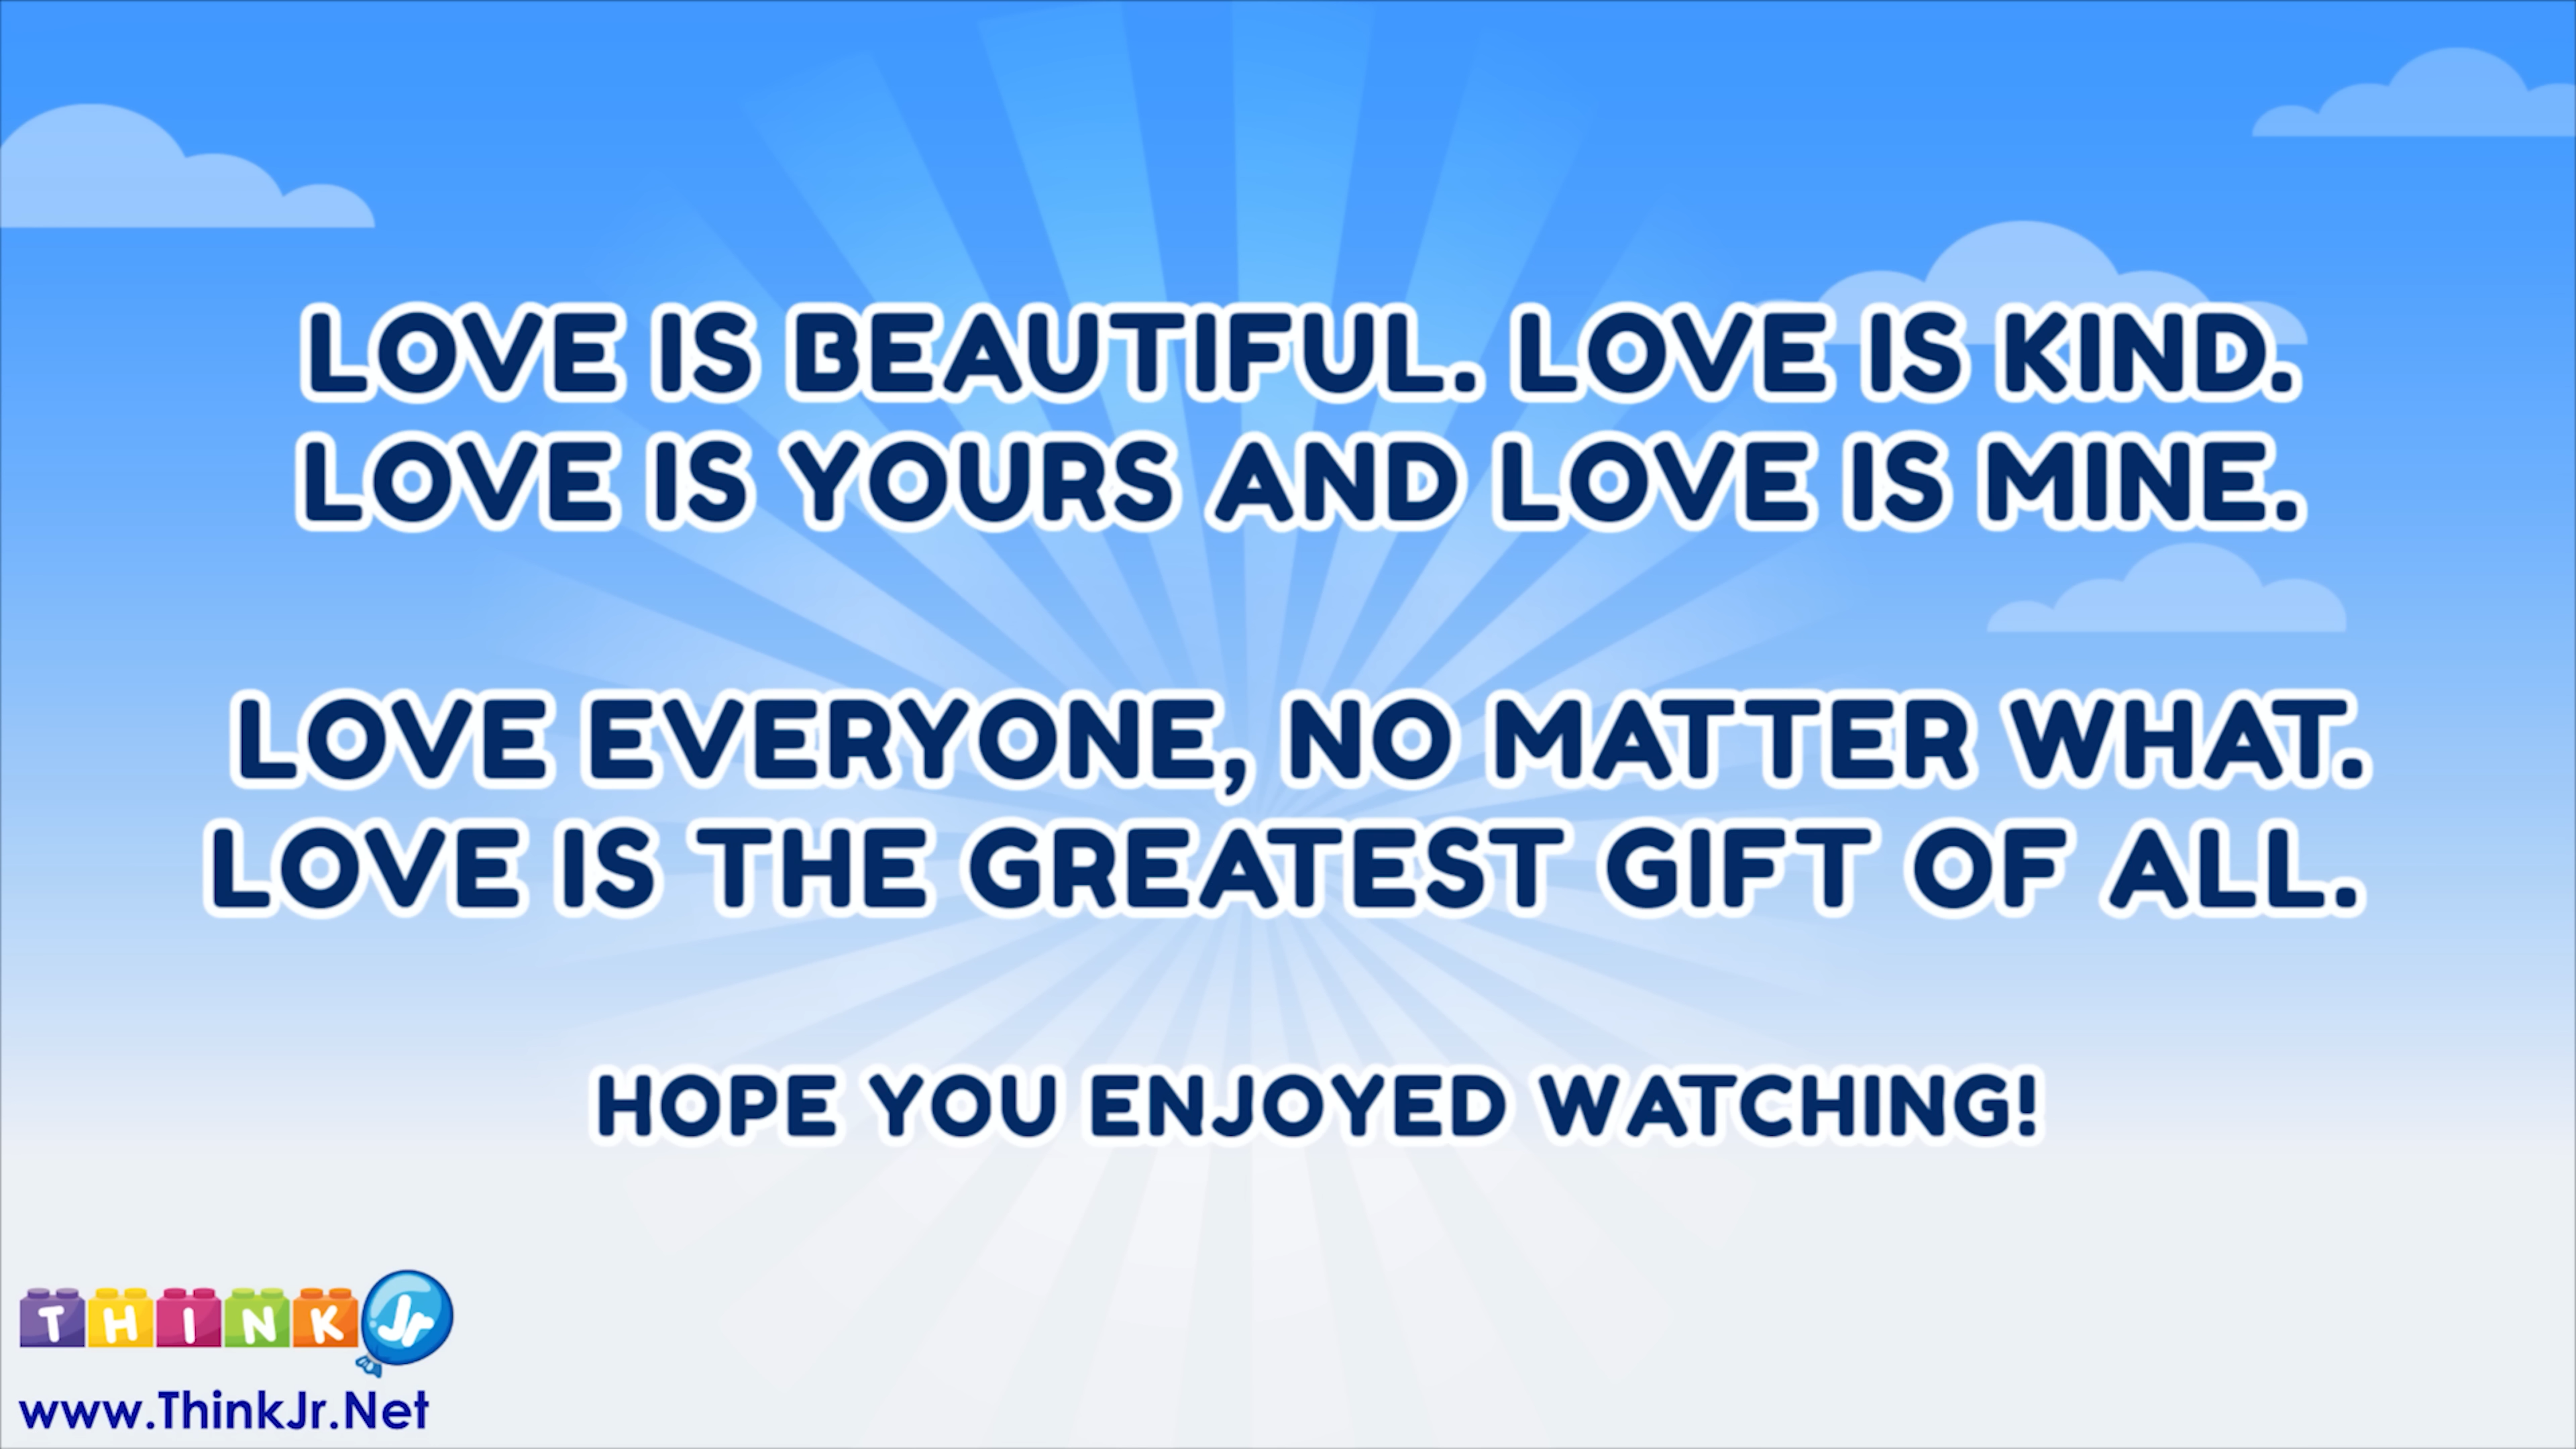 LOVE IS BEAUTIFUL. LOVE IS KIND.
LOVE IS YOURS AND LOVE IS MINE.
LOVE EVERYONE, NO MATTER WHAT.
LOVE IS THE GREATEST GIFT OF ALL.
HOPE YOU ENJOYED WATCHING!
THINK Jr
www.ThinkJr.Net